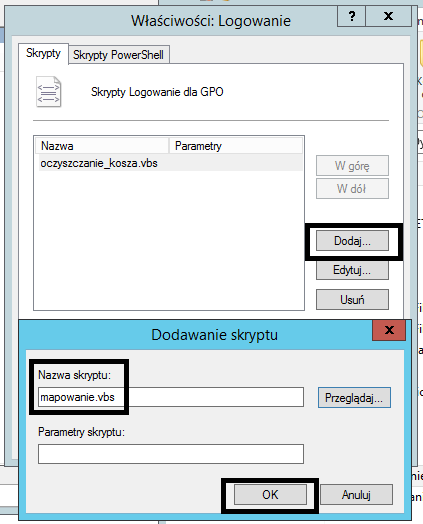 Właściwości: Logowanie
?
X
Skrypty
Skrypty PowerShell
Skrypty Logowanie dla GPO
Nazwa
Parametry
oczyszczanie_kosza.vbs
W górę
W dół
Dodaj...
Edytuj...
Usuń
Dodawanie skryptu
x
Nazwa skryptu:
mapowanie.vbs
Przeglądaj...
Parametry skryptu:
OK
Anuluj